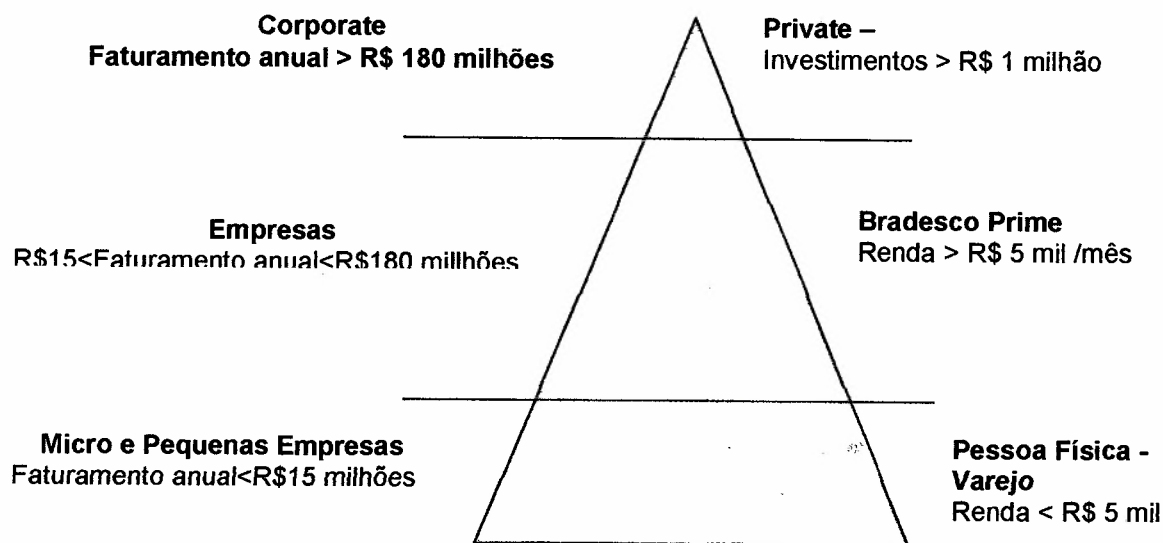 Corporate
Faturamento anual > R$ 180 milhões
Private –
Investimentos > R$ 1 milhão
Empresas
R$15<Faturamento anual<R$180 millhões
Bradesco Prime
Renda > R$ 5 mil /mês
Micro e Pequenas Empresas
Faturamento anual<R$15 milhões
Pessoa Física -
Varejo
Renda < R$ 5 mil